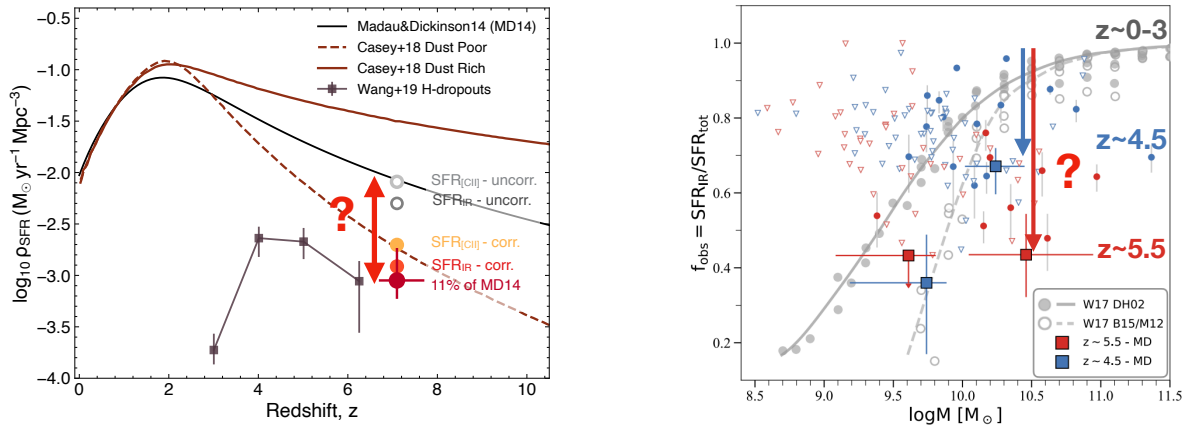 −0.5
−1.0
−1.5
−2.0
−2.5
−3.0
−3.5
−4.0
log₁₀ ρSFR (M⊙ yr⁻¹ Mpc⁻³)
Madau&Dickinson14 (MD14)
Casey+18 Dust Poor
Casey+18 Dust Rich
Wang+19 H-dropouts
SFR[CII] - uncorr.
SFRIR - uncorr.
?
SFR[CII] - corr.
SFRIR - corr.
11% of MD14
0 2 4 6 8 10
Redshift, z
1.0
0.8
0.6
0.4
0.2
fobs = SFRIR/SFRtot
z~0-3
z~4.5
?
z~5.5
W17 DH02
W17 B15/M12
z ~ 5.5 - MD
z ~ 4.5 - MD
8.5 9.0 9.5 10.0 10.5 11.0 11.5
logM [M⊙]